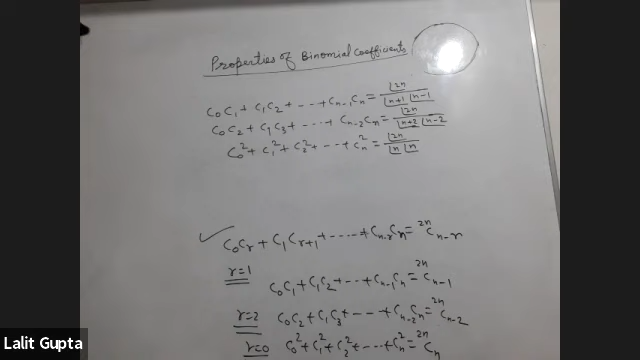 Properties of Binomial Coefficients
C₀C₁ + C₁C₂ + ---- + Cₙ₋₁Cₙ = |2n / |n+1 |n-1
C₀C₂ + C₁C₃ + ---- + Cₙ₋₂Cₙ = |2n / |n+2 |n-2
C₀² + C₁² + C₂² + --- + Cₙ² = |2n / |n |n
✓ C₀Cᵣ + C₁Cᵣ₊₁ + ----- + Cₙ₋ᵣCₙ = ²ⁿCₙ₋ᵣ
r=1
C₀C₁ + C₁C₂ + --- + Cₙ₋₁Cₙ = ²ⁿCₙ₋₁
r=2 C₀C₂ + C₁C₃ + ---- + Cₙ₋₂Cₙ = ²ⁿCₙ₋₂
r=0 C₀² + C₁² + C₂² + ---- + Cₙ² = ²ⁿCₙ
Lalit Gupta